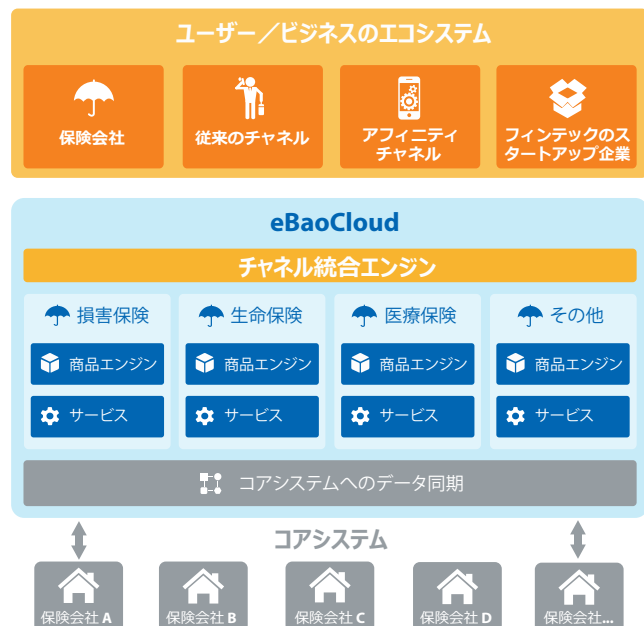 ユーザー／ビジネスのエコシステム
保険会社
従来のチャネル
アフィニティ
チャネル
フィンテックのス
タートアップ企業
eBaoCloud
チャネル統合エンジン
損害保険
生命保険
医療保険
その他
商品エンジン
商品エンジン
商品エンジン
商品エンジン
サービス
サービス
サービス
サービス
コアシステムへのデータ同期
コアシステム
保険会社 A
保険会社 B
保険会社 C
保険会社 D
保険会社...